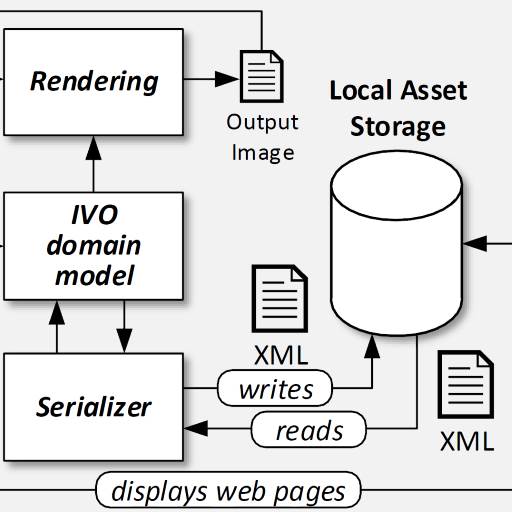 Rendering
Output
Image
Local Asset
Storage
IVO
domain
model
XML
writes
Serializer
reads
XML
displays web pages